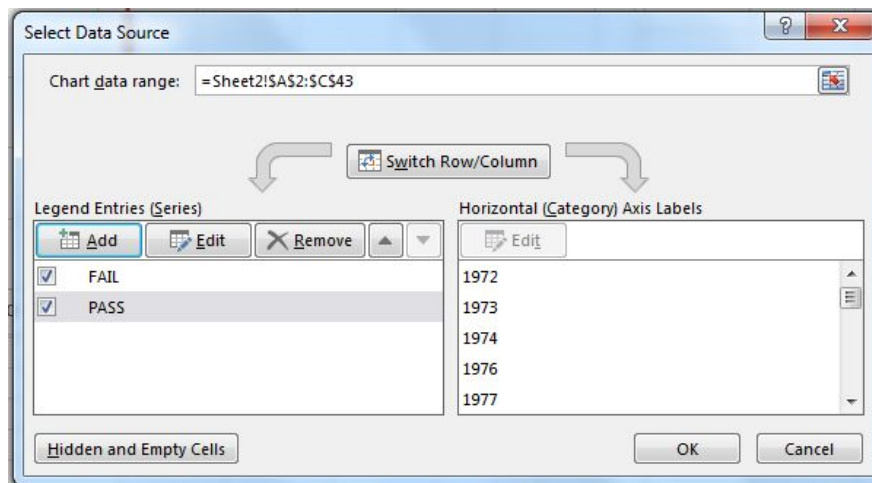 Select Data Source
?
Chart data range: =Sheet2!$A$2:$C$43
Switch Row/Column
Legend Entries (Series)
Add Edit Remove
FAIL
PASS
Horizontal (Category) Axis Labels
Edit
1972
1973
1974
1976
1977
Hidden and Empty Cells
OK Cancel